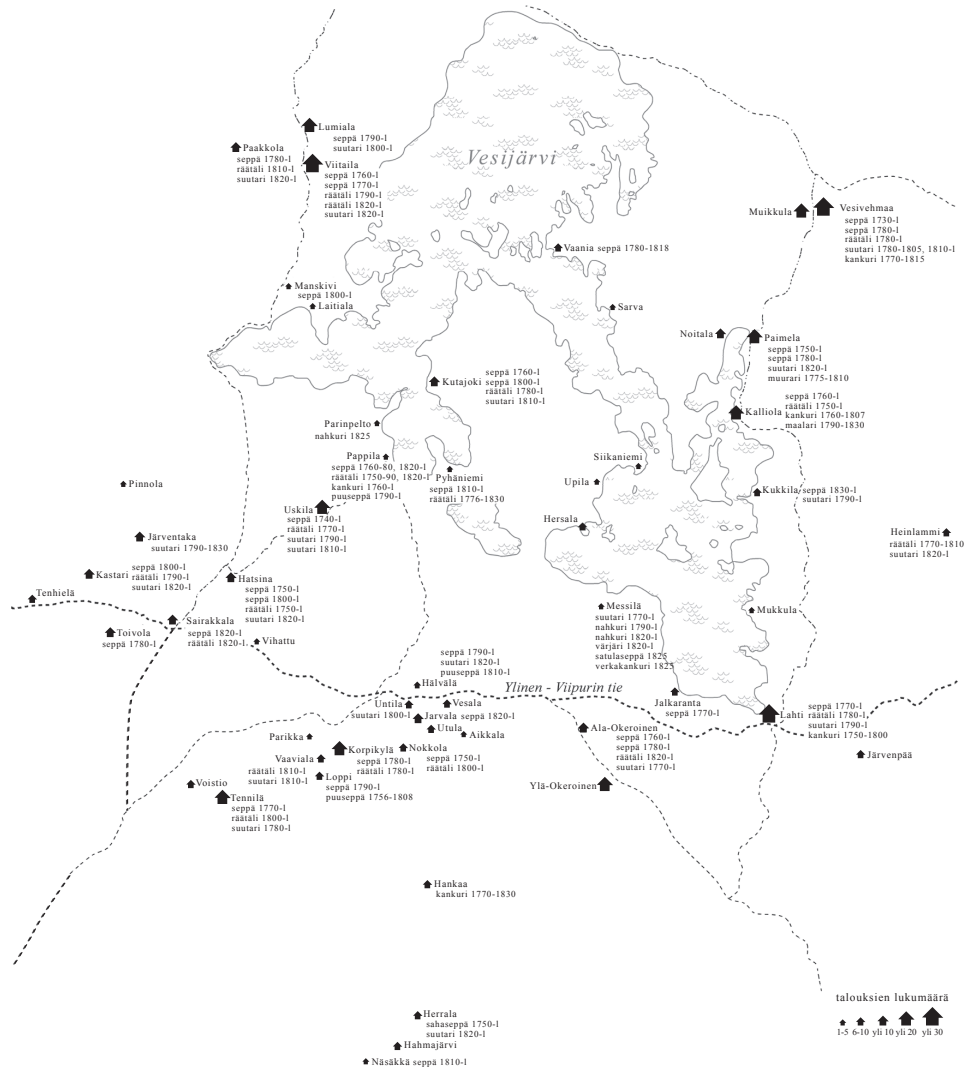 Lumiala
seppä 1790-l
suutari 1800-l
Paakkola
seppä 1780-l
räätäli 1810-l
suutari 1820-l
Viitaila
seppä 1760-l
seppä 1770-l
räätäli 1790-l
räätäli 1820-l
suutari 1820-l
Vesijärvi
Muikkula
Vesivehmaa
seppä 1730-l
seppä 1780-l
räätäli 1780-l
suutari 1780-1805, 1810-l
kankuri 1770-1815
Vaania seppä 1780-1818
Manskivi
seppä 1800-l
Laitiala
Sarva
Noitala
Paimela
seppä 1750-l
seppä 1780-l
suutari 1820-l
muurari 1775-1810
Kutajoki
seppä 1760-l
seppä 1800-l
räätäli 1780-l
suutari 1810-l
Kalliola
seppä 1760-l
räätäli 1750-l
kankuri 1760-1807
maalari 1790-1830
Parinpelto
nahkuri 1825
Pappila
seppä 1760-80, 1820-l
räätäli 1750-90, 1820-l
kankuri 1760-l
puuseppä 1790-l
Pyhäniemi
seppä 1810-l
räätäli 1776-1830
Siikaniemi
Upila
Pinnola
Kukkila seppä 1830-l
suutari 1790-l
Uskila
seppä 1740-l
räätäli 1770-l
suutari 1790-l
suutari 1810-l
Hersala
Järventaka
suutari 1790-1830
Heinlammi
räätäli 1770-1810
suutari 1820-l
Kastari
seppä 1800-l
räätäli 1790-l
suutari 1820-l
Hatsina
seppä 1750-l
seppä 1800-l
räätäli 1750-l
suutari 1820-l
Tenhielä
Messilä
suutari 1770-l
nahkuri 1790-l
nahkuri 1820-l
värjäri 1820-l
satulaseppä 1825
verkakankuri 1825
Mukkula
Sairakkala
seppä 1820-l
räätäli 1820-l
Toivola
seppä 1780-l
Vihattu
seppä 1790-l
suutari 1820-l
puuseppä 1810-l
Hälvälä
Ylinen - Viipurin tie
Jalkaranta
seppä 1770-l
Untila
suutari 1800-l
Vesala
Jarvala seppä 1820-l
Utula
Aikkala
Lahti
seppä 1770-l
räätäli 1780-l
suutari 1790-l
kankuri 1750-1800
Ala-Okeroinen
seppä 1760-l
seppä 1780-l
räätäli 1820-l
suutari 1770-l
Parikka
Korpikylä
seppä 1780-l
räätäli 1780-l
Nokkola
seppä 1750-l
räätäli 1800-l
Järvenpää
Vaaviala
räätäli 1810-l
suutari 1810-l
Loppi
seppä 1790-l
puuseppä 1756-1808
Voistio
Ylä-Okeroinen
Tennilä
seppä 1770-l
räätäli 1800-l
suutari 1780-l
Hankaa
kankuri 1770-1830
talouksien lukumäärä
1-5 6-10 yli 10 yli 20 yli 30
Herrala
sahaseppä 1750-l
suutari 1820-l
Hahmajärvi
Näsäkkä seppä 1810-l